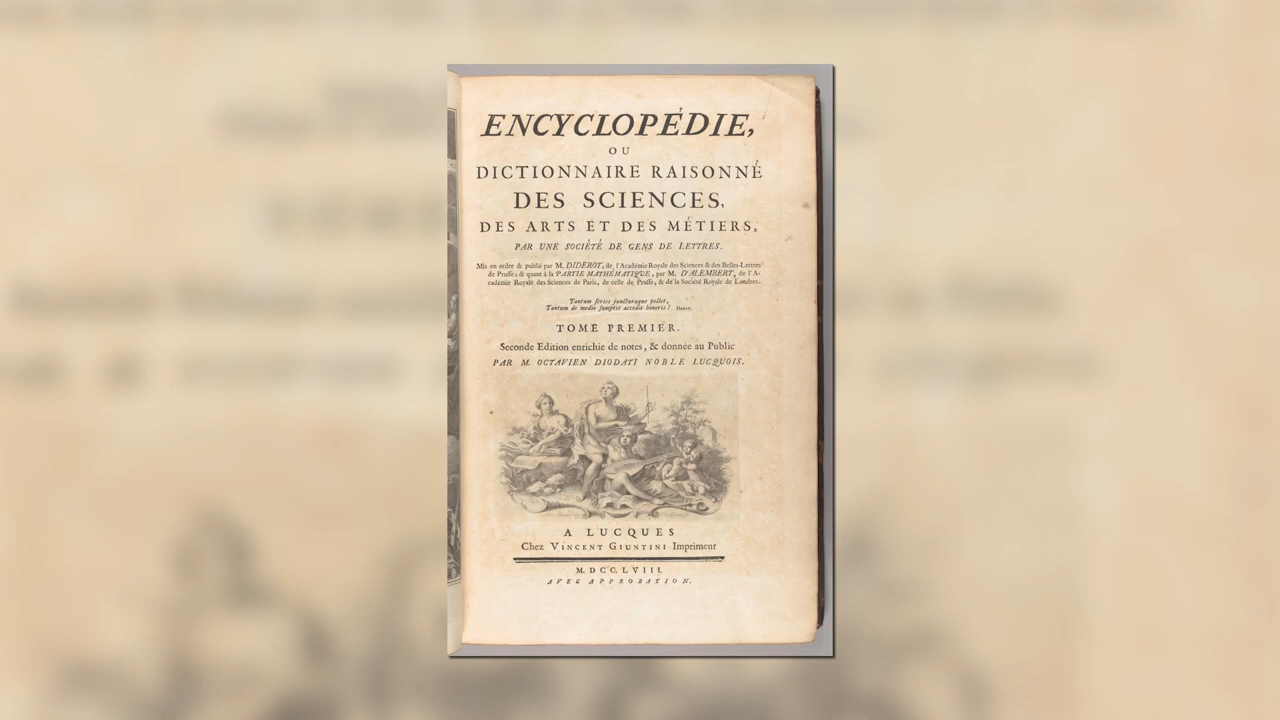 ENCYCLOPÉDIE,
OU
DICTIONNAIRE RAISONNÉ
DES SCIENCES,
DES ARTS ET DES MÉTIERS,
PAR UNE SOCIÉTÉ DE GENS DE LETTRES.
Mis en ordre & publié par M. DIDEROT, de l'Académie Royale des Sciences & des Belles-Lettres
de Prusse; & quant à la PARTIE MATHÉMATIQUE, par M. D'ALEMBERT, de l'A-
cadémie Royale des Sciences de Paris, de celle de Prusse, & de la Société Royale de Londres.
Tantum series juncturaque pollet,
Tantum de medio sumptis accedit honoris! HORAT.
TOME PREMIER.
Seconde Edition enrichie de notes, & donnée au Public
PAR M. OCTAVIEN DIODATI NOBLE LUCQUOIS.
A LUCQUES
Chez VINCENT GIUNTINI Imprimeur
M. DCC. LVIII.
AVEC APPROBATION.